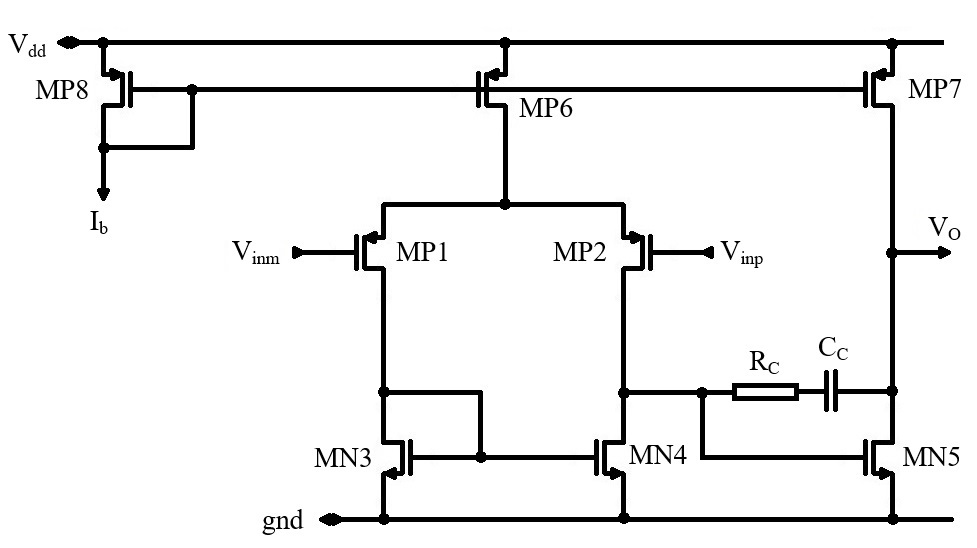 Vdd
MP8
MP6
MP7
Ib
Vinm
MP1
MP2
Vinp
VO
RC
CC
MN3
MN4
MN5
gnd